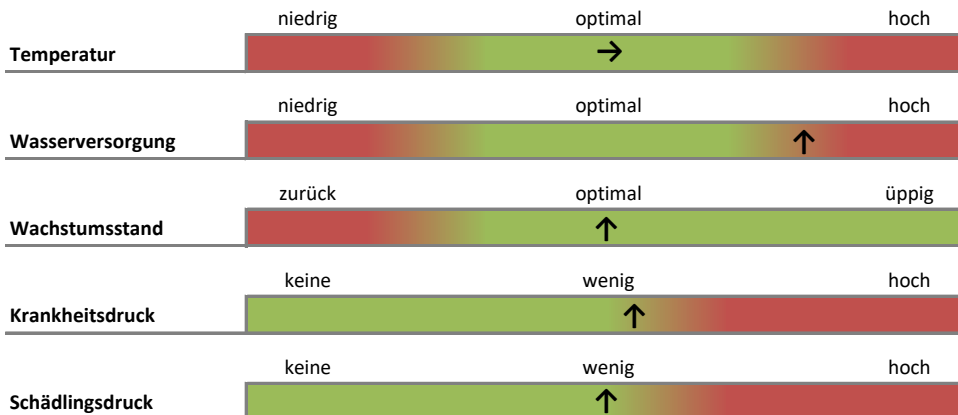 niedrig optimal hoch
Temperatur →
niedrig optimal hoch
Wasserversorgung ↑
zurück optimal üppig
Wachstumsstand ↑
keine wenig hoch
Krankheitsdruck ↑
keine wenig hoch
Schädlingsdruck ↑